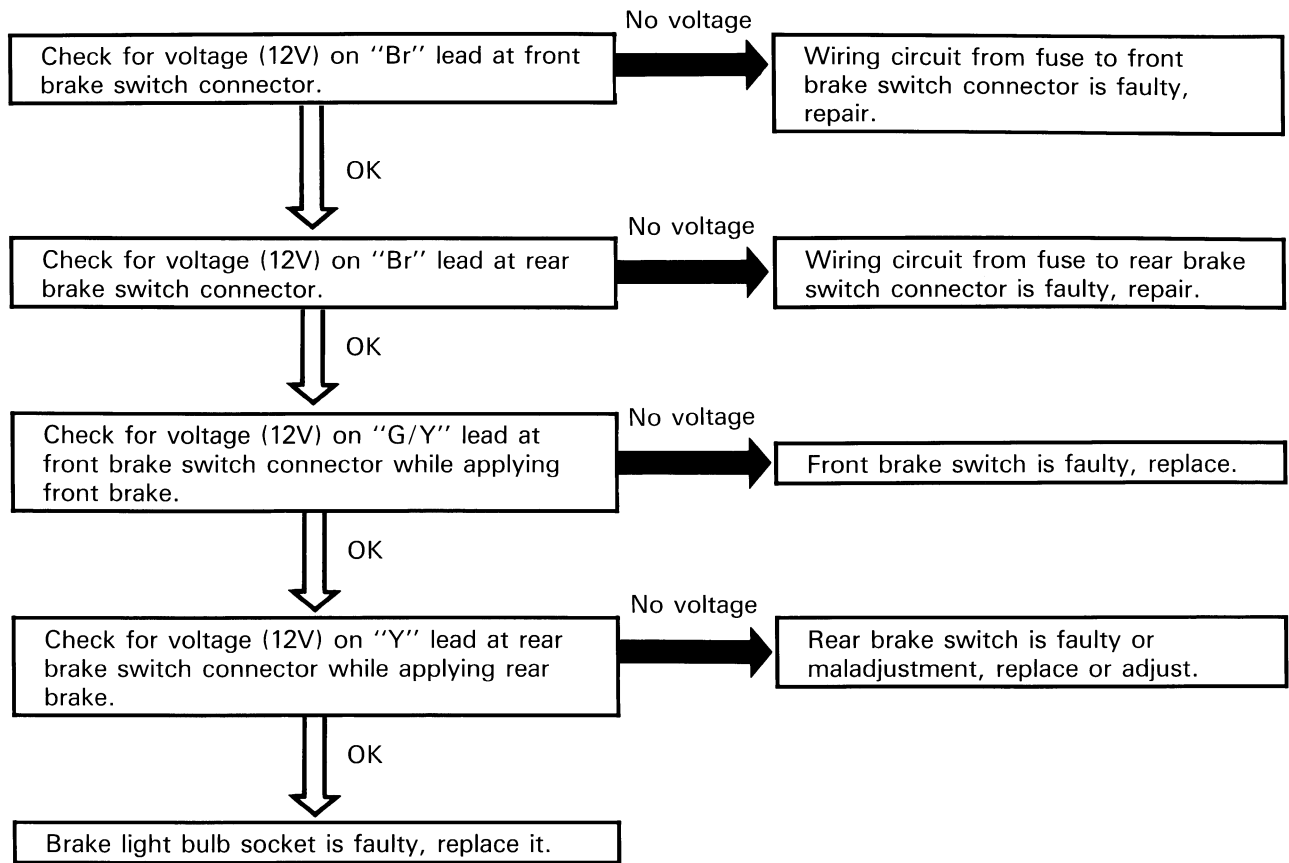 No voltage
Check for voltage (12V) on "Br" lead at front
brake switch connector.
Wiring circuit from fuse to front
brake switch connector is faulty,
repair.
OK
No voltage
Check for voltage (12V) on "Br" lead at rear
brake switch connector.
Wiring circuit from fuse to rear brake
switch connector is faulty, repair.
OK
No voltage
Check for voltage (12V) on "G/Y" lead at
front brake switch connector while applying
front brake.
Front brake switch is faulty, replace.
OK
No voltage
Check for voltage (12V) on "Y" lead at rear
brake switch connector while applying rear
brake.
Rear brake switch is faulty or
maladjustment, replace or adjust.
OK
Brake light bulb socket is faulty, replace it.